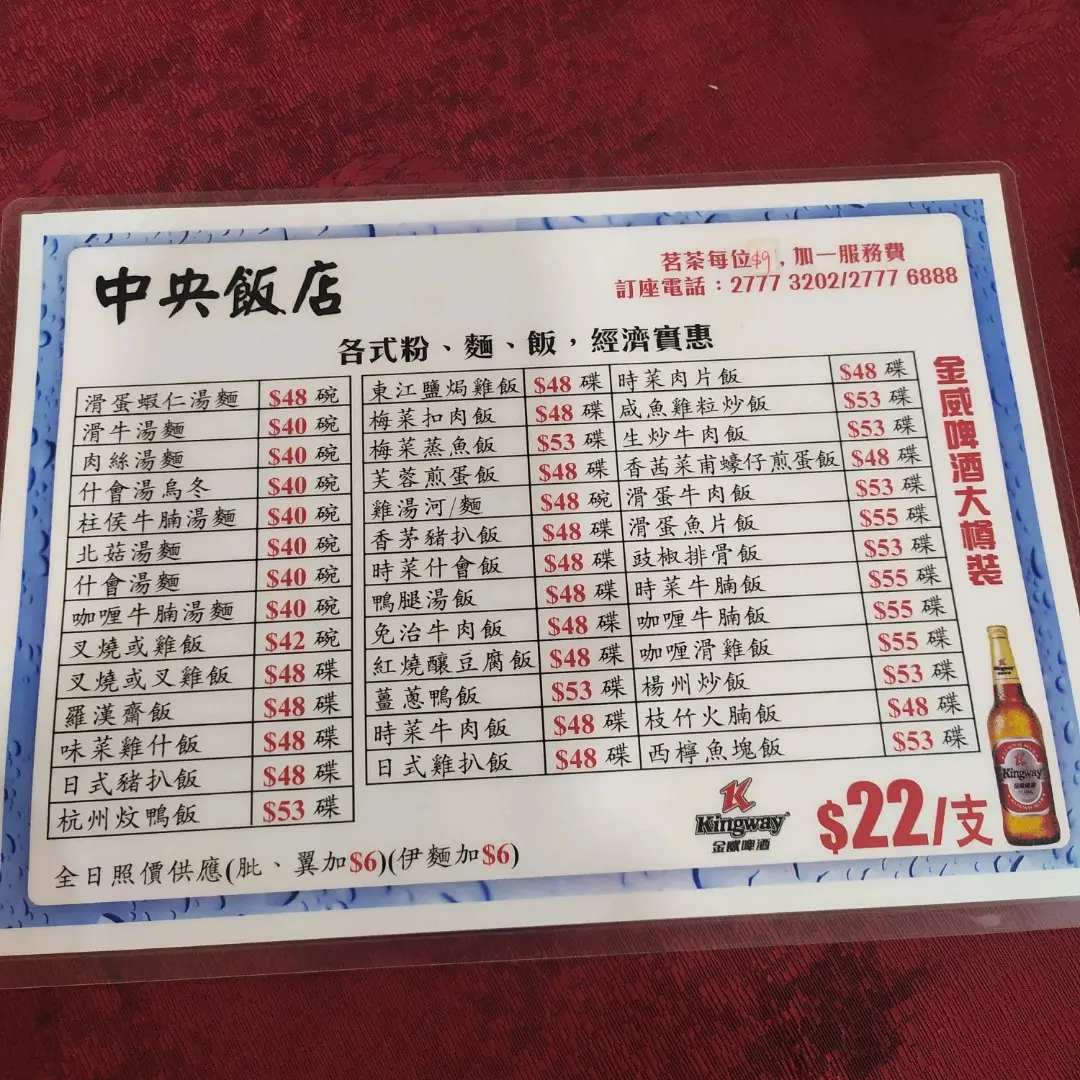 中央飯店
茗茶每位$9，加一服務費
訂座電話：2777 3202/2777 6888
各式粉、麵、飯，經濟實惠
滑蛋蝦仁湯麵 $48 碗
滑牛湯麵 $40 碗
肉絲湯麵 $40 碗
什會湯烏冬 $40 碗
柱侯牛腩湯麵 $40 碗
北菇湯麵 $40 碗
什會湯麵 $40 碗
咖喱牛腩湯麵 $40 碗
叉燒或雞飯 $42 碗
叉燒或叉雞飯 $48 碟
羅漢齋飯 $48 碟
味菜雞什飯 $48 碟
日式豬扒飯 $48 碟
杭州炆鴨飯 $53 碟
東江鹽焗雞飯 $48 碟
梅菜扣肉飯 $48 碟
梅菜蒸魚飯 $53 碟
芙蓉煎蛋飯 $48 碟
雞湯河/麵 $48 碗
香茅豬扒飯 $48 碟
時菜什會飯 $48 碟
鴨腿湯飯 $48 碟
免治牛肉飯 $48 碟
紅燒釀豆腐飯 $48 碟
薑蔥鴨飯 $53 碟
時菜牛肉飯 $48 碟
日式雞扒飯 $48 碟
時菜肉片飯 $48 碟
咸魚雞粒炒飯 $53 碟
生炒牛肉飯 $53 碟
香茜菜甫蠔仔煎蛋飯 $48 碟
滑蛋牛肉飯 $53 碟
滑蛋魚片飯 $55 碟
豉椒排骨飯 $53 碟
時菜牛腩飯 $55 碟
咖喱牛腩飯 $55 碟
咖喱滑雞飯 $55 碟
楊州炒飯 $53 碟
枝竹火腩飯 $48 碟
西檸魚塊飯 $53 碟
金威啤酒大樽裝
Kingway
Kingway
金威啤酒
Kingway
金威啤酒
$22/支
全日照價供應(肶、翼加$6)(伊麵加$6)